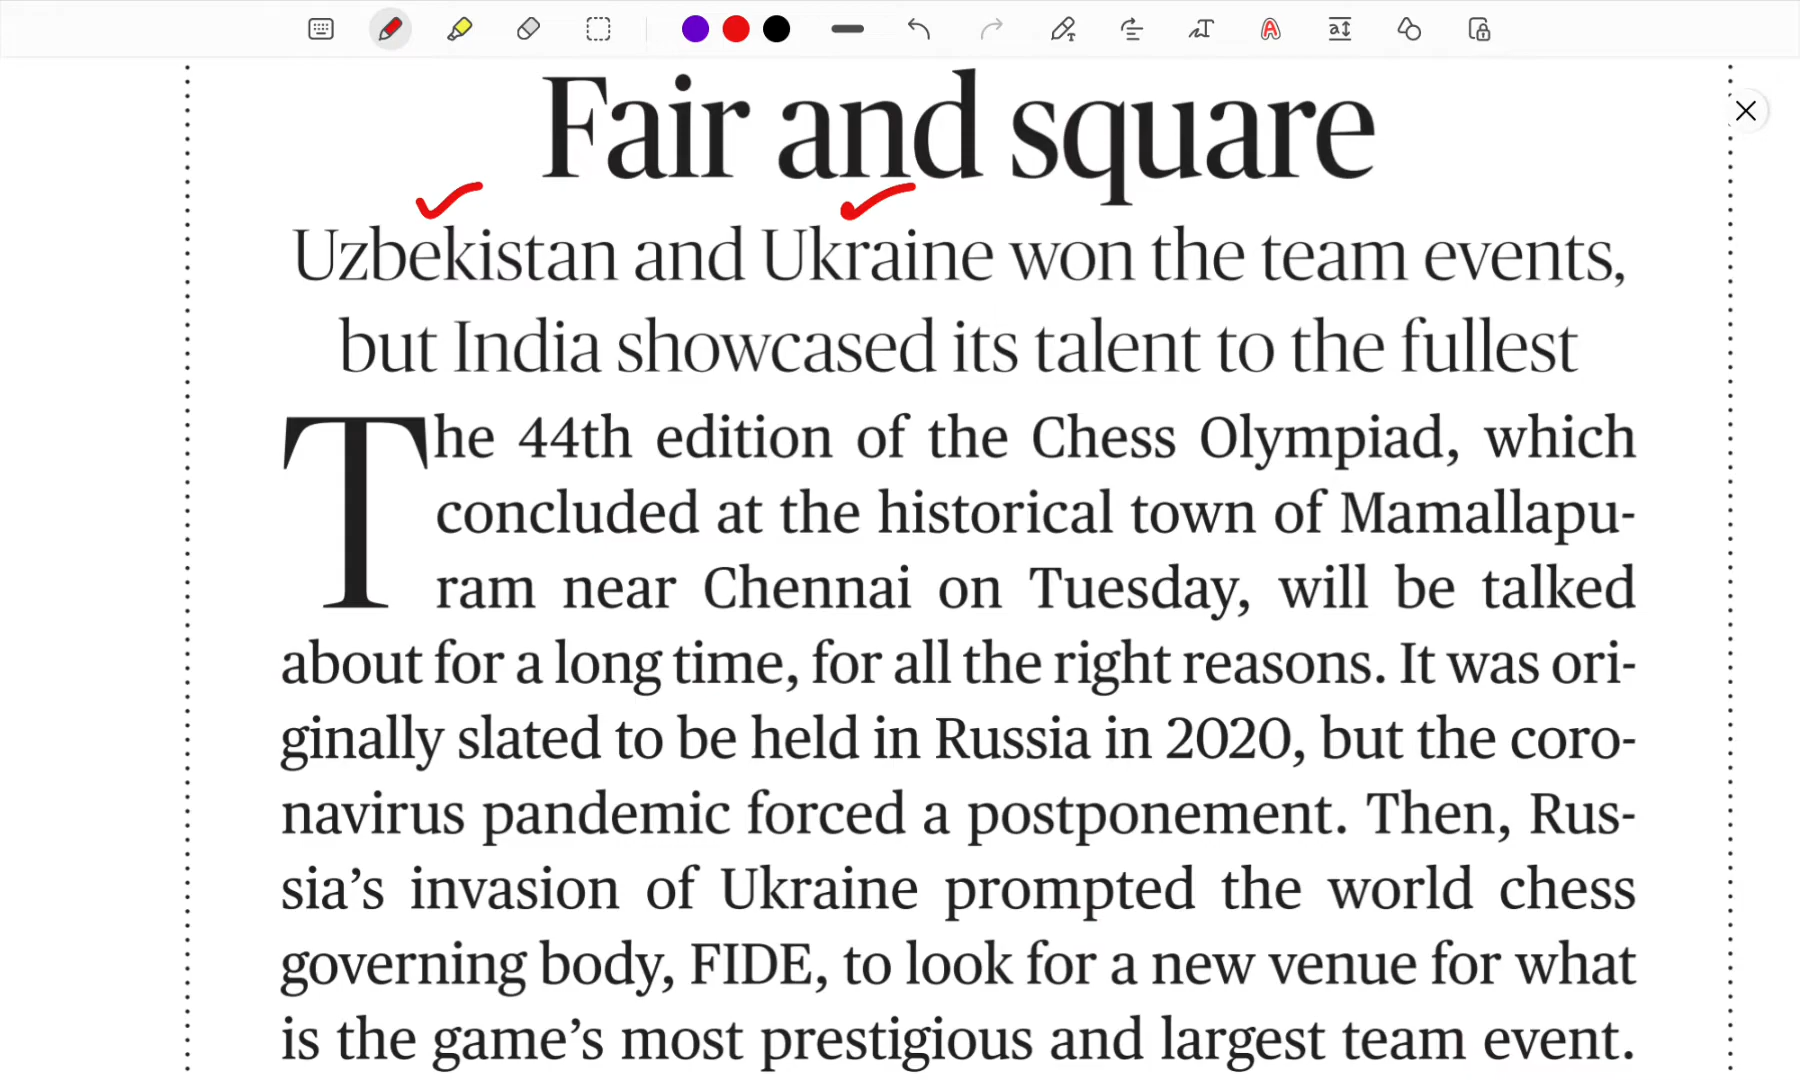 Fair and square
Uzbekistan and Ukraine won the team events,
but India showcased its talent to the fullest
The 44th edition of the Chess Olympiad, which
concluded at the historical town of Mamallapu-
ram near Chennai on Tuesday, will be talked
about for a long time, for all the right reasons. It was ori-
ginally slated to be held in Russia in 2020, but the coro-
navirus pandemic forced a postponement. Then, Rus-
sia’s invasion of Ukraine prompted the world chess
governing body, FIDE, to look for a new venue for what
is the game’s most prestigious and largest team event.